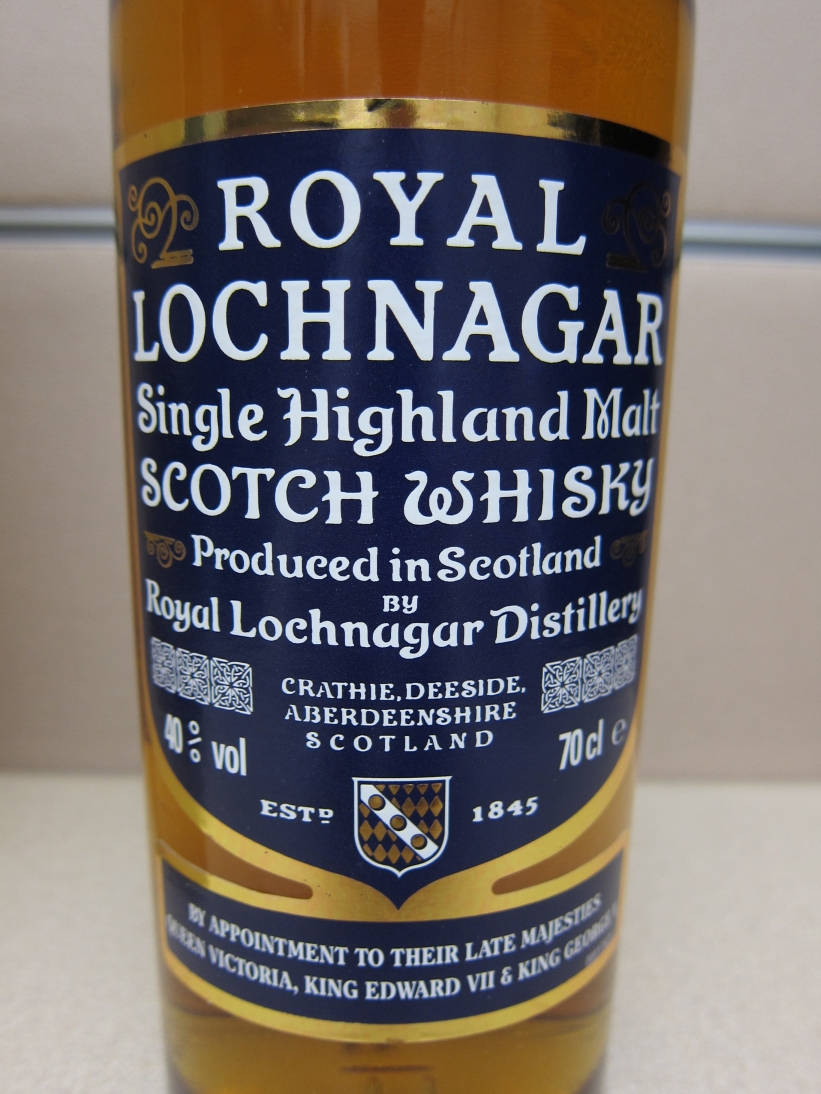 ROYAL
LOCHNAGAR
Single Highland Malt
SCOTCH WHISKY
Produced in Scotland
BY
Royal Lochnagar Distillery
CRATHIE, DEESIDE,
ABERDEENSHIRE
SCOTLAND
40% vol
70cl e
ESTD 1845
BY APPOINTMENT TO THEIR LATE MAJESTIES
QUEEN VICTORIA, KING EDWARD VII & KING GEORGE